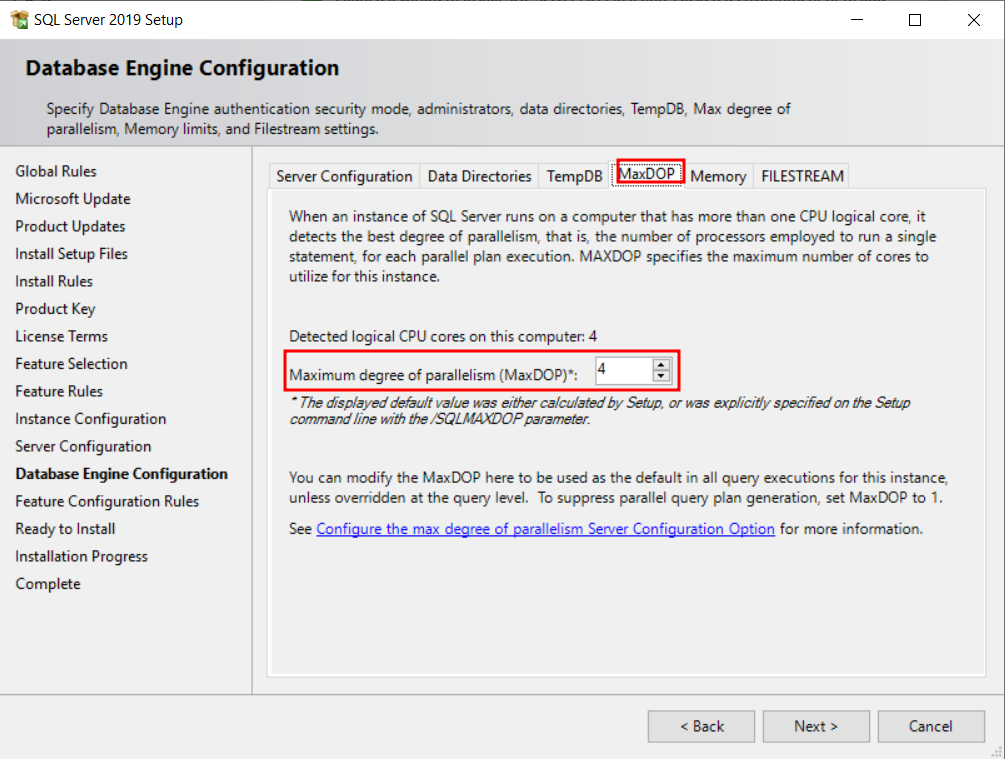 SQL Server 2019 Setup
Database Engine Configuration
Specify Database Engine authentication security mode, administrators, data directories, TempDB, Max degree of
parallelism, Memory limits, and Filestream settings.
Global Rules
Microsoft Update
Product Updates
Install Setup Files
Install Rules
Product Key
License Terms
Feature Selection
Feature Rules
Instance Configuration
Server Configuration
Database Engine Configuration
Feature Configuration Rules
Ready to Install
Installation Progress
Complete
Server Configuration Data Directories TempDB MaxDOP Memory FILESTREAM
When an instance of SQL Server runs on a computer that has more than one CPU logical core, it
detects the best degree of parallelism, that is, the number of processors employed to run a single
statement, for each parallel plan execution. MAXDOP specifies the maximum number of cores to
utilize for this instance.
Detected logical CPU cores on this computer: 4
Maximum degree of parallelism (MaxDOP)*: 4
* The displayed default value was either calculated by Setup, or was explicitly specified on the Setup
command line with the /SQLMAXDOP parameter.
You can modify the MaxDOP here to be used as the default in all query executions for this instance,
unless overridden at the query level. To suppress parallel query plan generation, set MaxDOP to 1.
See Configure the max degree of parallelism Server Configuration Option for more information.
< Back Next > Cancel